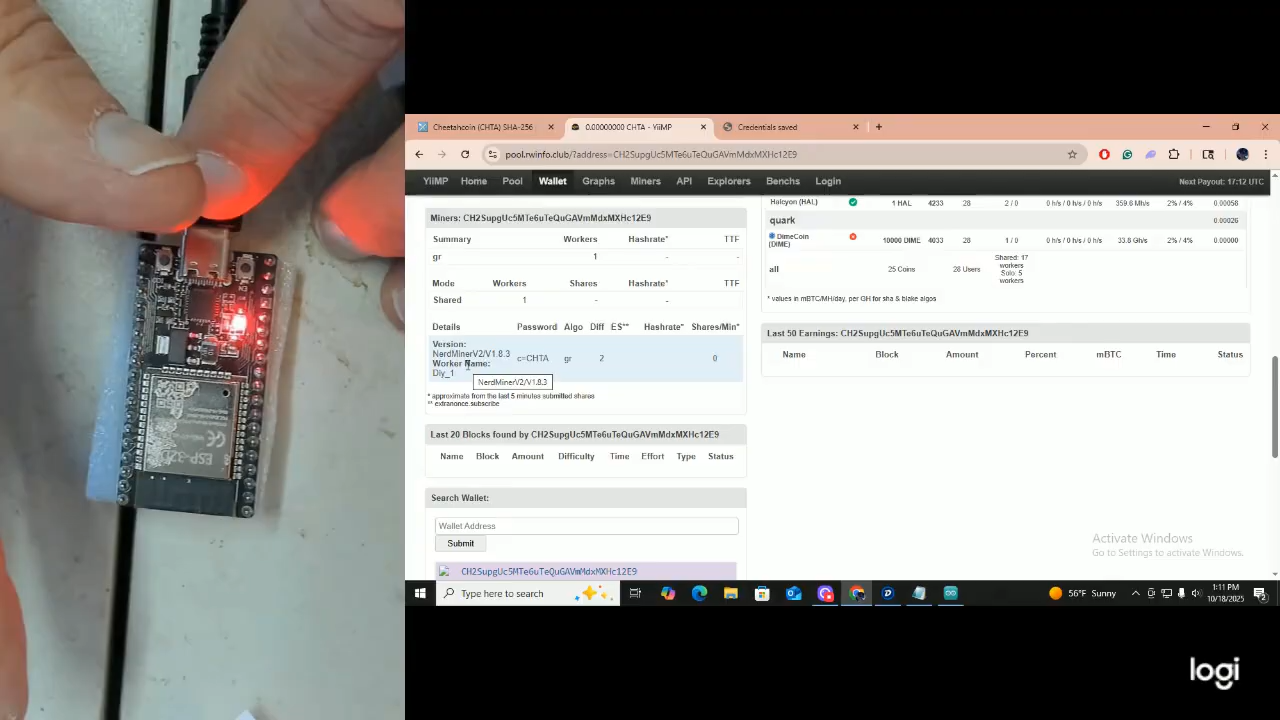 ESP-32
Cheetahcoin (CHTA) SHA-256
0.00000000 CHTA - YiiMP
Credentials saved
pool.rwinfo.club/?address=CH2SupgUc5MTe6uTeQuGAVmMdxMXHc12E9
YiiMP Home Pool Wallet Graphs Miners API Explorers Benchs Login Next Payout: 17:12 UTC
Miners: CH2SupgUc5MTe6uTeQuGAVmMdxMXHc12E9
Summary Workers Hashrate* TTF
gr 1 - -
Mode Workers Shares Hashrate* TTF
Shared 1 - - -
Details Password Algo Diff ES** Hashrate* Shares/Min*
Version:
NerdMinerV2/V1.8.3
Worker Name:
Diy_1
c=CHTA gr 2 0
NerdMinerV2/V1.8.3
* approximate from the last 5 minutes submitted shares
** extranonce.subscribe
Last 20 Blocks found by CH2SupgUc5MTe6uTeQuGAVmMdxMXHc12E9
Name Block Amount Difficulty Time Effort Type Status
Search Wallet:
Wallet Address
Submit
CH2SupgUc5MTe6uTeQuGAVmMdxMXHc12E9
Halcyon (HAL) 1 HAL 4233 28 2 / 0 0 h/s / 0 h/s / 0 h/s 359.6 Mh/s 2% / 4% 0.00058
quark 0.00026
DimeCoin
(DIME)
10000 DIME 4033 28 1 / 0 0 h/s / 0 h/s / 0 h/s 33.6 Gh/s 2% / 4% 0.00000
all 25 Coins 28 Users
Shared: 17
workers
Solo: 5
workers
* values in mBTC/MH/day, per GH for sha & blake algos
Last 50 Earnings: CH2SupgUc5MTe6uTeQuGAVmMdxMXHc12E9
Name Block Amount Percent mBTC Time Status
Activate Windows
Go to Settings to activate Windows.
Type here to search
56°F Sunny
1:11 PM
10/18/2025
2
logi